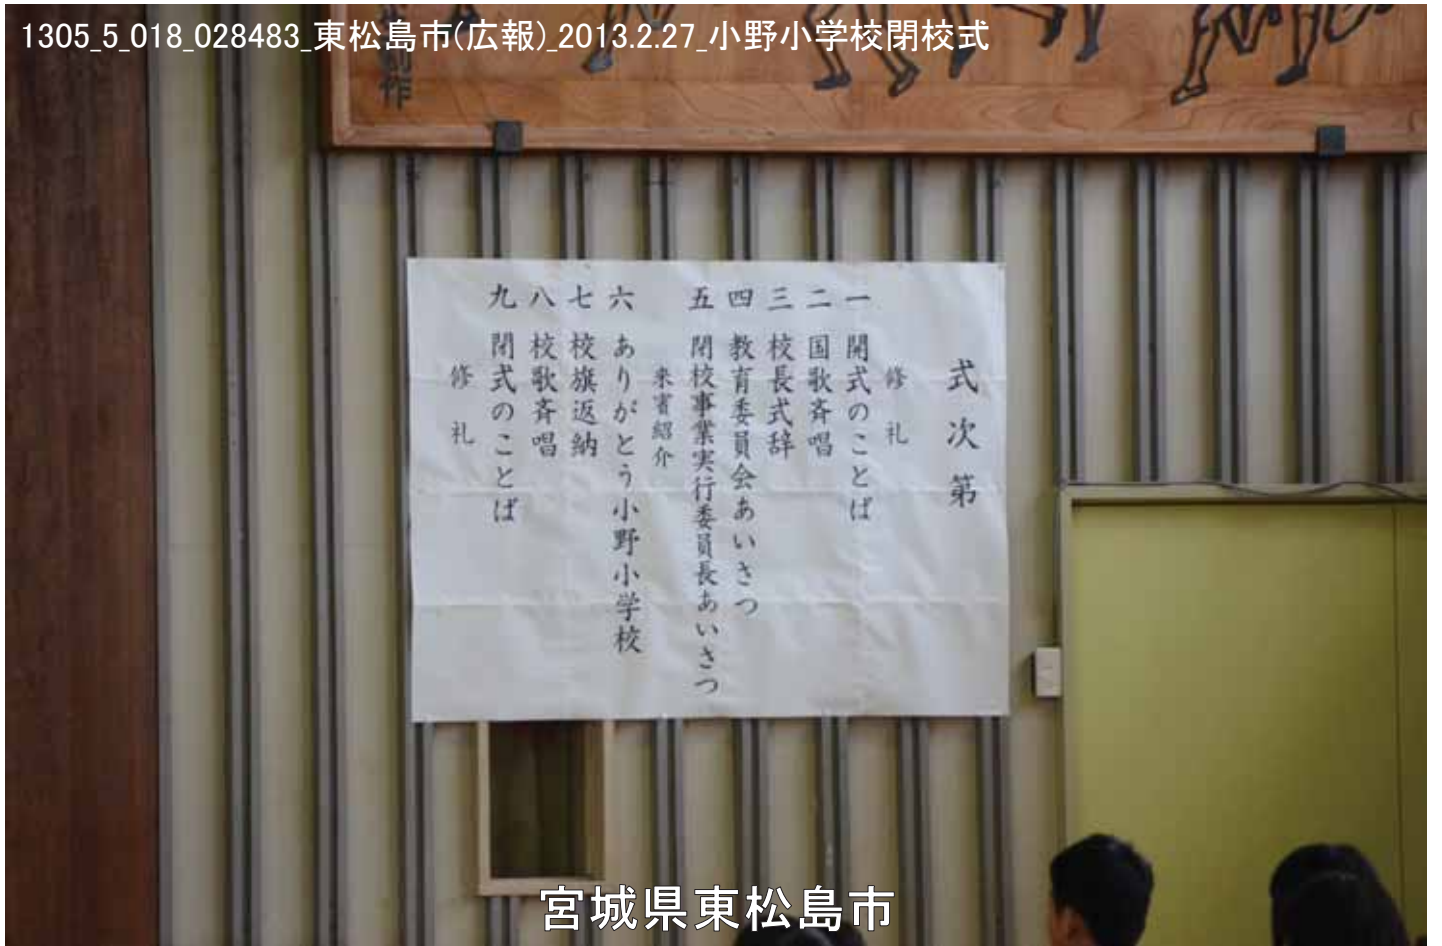 1305_5_018_028483_東松島市(広報)_2013.2.27_小野小学校閉校式
式次第
修礼
一 開式のことば
二 国歌斉唱
三 校長式辞
四 教育委員会あいさつ
五 閉校事業実行委員長あいさつ
来賓紹介
六 ありがとう小野小学校
七 校旗返納
八 校歌斉唱
九 閉式のことば
修礼
宮城県東松島市